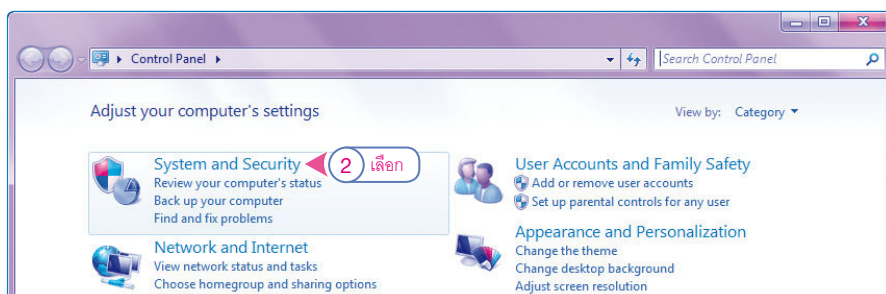 Control Panel
Search Control Panel
Adjust your computer's settings
View by: Category
System and Security
2 เลือก
Review your computer's status
Back up your computer
Find and fix problems
Network and Internet
View network status and tasks
Choose homegroup and sharing options
User Accounts and Family Safety
Add or remove user accounts
Set up parental controls for any user
Appearance and Personalization
Change the theme
Change desktop background
Adjust screen resolution